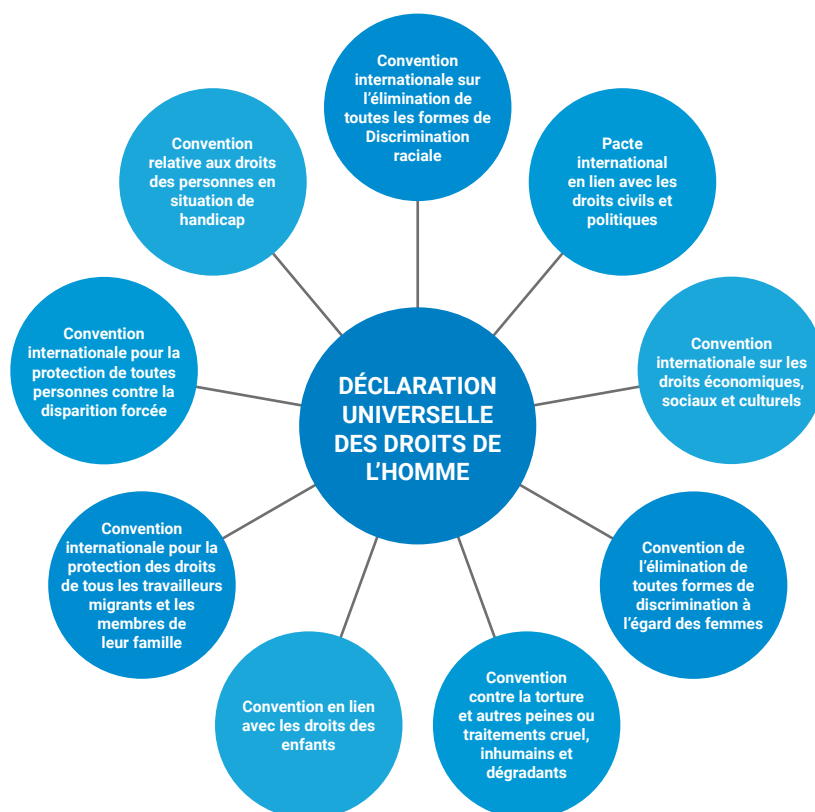 Convention
internationale sur
l'élimination de
toutes les formes de
Discrimination
raciale
Pacte
international
en lien avec les
droits civils et
politiques
Convention
internationale sur les
droits économiques,
sociaux et culturels
Convention de
l'élimination de
toutes formes de
discrimination à
l'égard des femmes
Convention
contre la torture
et autres peines ou
traitements cruel,
inhumains et
dégradants
Convention en lien
avec les droits des
enfants
Convention
internationale pour la
protection des droits
de tous les travailleurs
migrants et les
membres de
leur famille
Convention
internationale pour la
protection de toutes
personnes contre la
disparition forcée
Convention
relative aux droits
des personnes en
situation de
handicap
DÉCLARATION
UNIVERSELLE
DES DROITS DE
L'HOMME